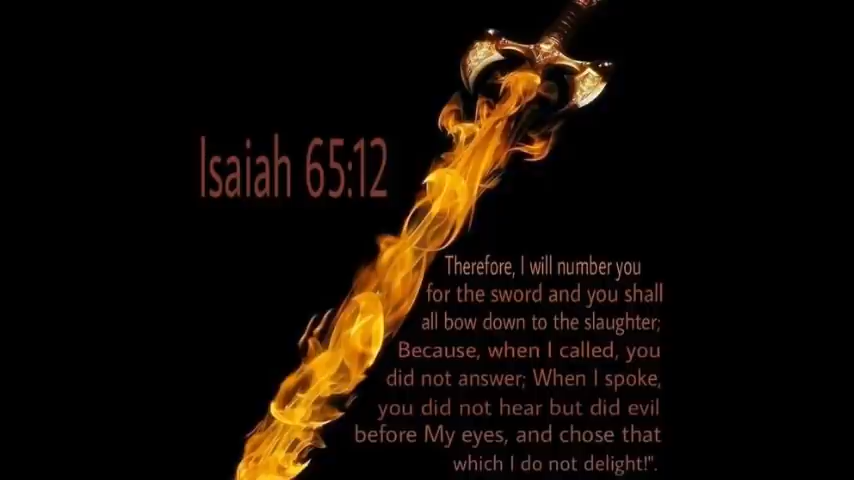 Isaiah 65:12
Therefore, I will number you
for the sword and you shall
all bow down to the slaughter;
Because, when I called, you
did not answer; When I spoke,
you did not hear but did evil
before My eyes, and chose that
which I do not delight!".